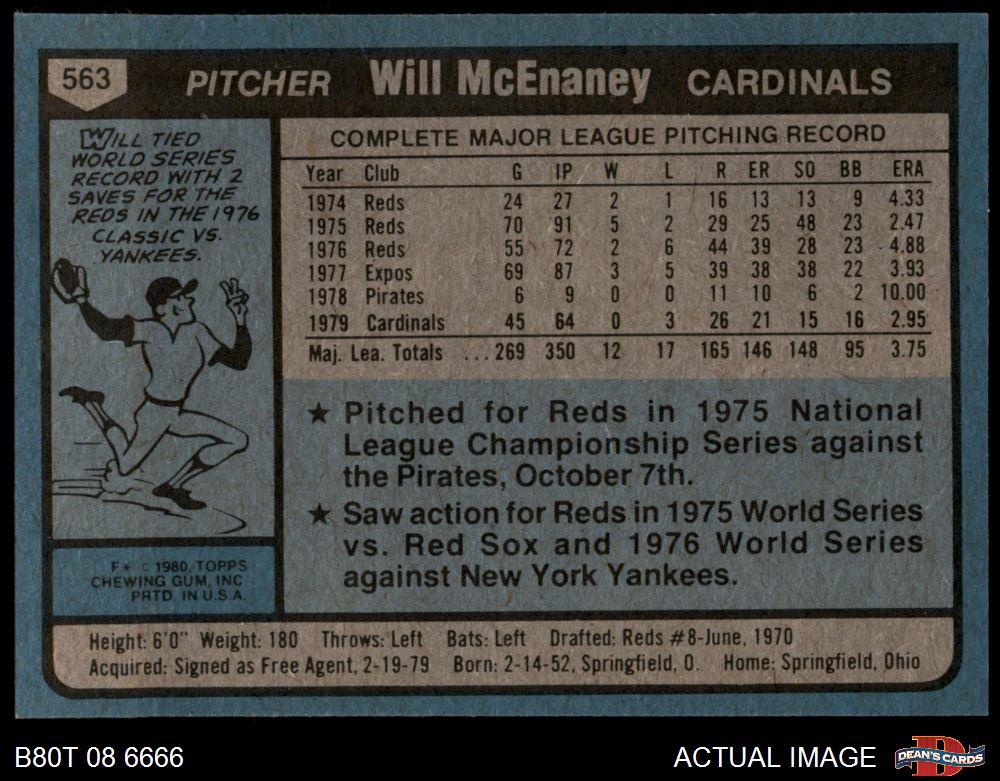 563
PITCHER Will McEnaney CARDINALS
WILL TIED
WORLD SERIES
RECORD WITH 2
SAVES FOR THE
REDS IN THE 1976
CLASSIC VS.
YANKEES.
COMPLETE MAJOR LEAGUE PITCHING RECORD
Year Club G IP W L R ER SO BB ERA
1974 Reds 24 27 2 1 16 13 13 9 4.33
1975 Reds 70 91 5 2 29 25 48 23 2.47
1976 Reds 55 72 2 6 44 39 28 23 4.88
1977 Expos 69 87 3 5 39 38 38 22 3.93
1978 Pirates 6 9 0 0 11 10 6 2 10.00
1979 Cardinals 45 64 0 3 26 21 15 16 2.95
Maj. Lea. Totals ... 269 350 12 17 165 146 148 95 3.75
★ Pitched for Reds in 1975 National
League Championship Series against
the Pirates, October 7th.
★ Saw action for Reds in 1975 World Series
vs. Red Sox and 1976 World Series
against New York Yankees.
F* © 1980, TOPPS
CHEWING GUM, INC
PRTD. IN U.S.A.
Height: 6'0" Weight: 180 Throws: Left Bats: Left Drafted: Reds #8-June, 1970
Acquired: Signed as Free Agent, 2-19-79 Born: 2-14-52, Springfield, O. Home: Springfield, Ohio
B80T 08 6666
ACTUAL IMAGE
D
DEAN'S CARDS